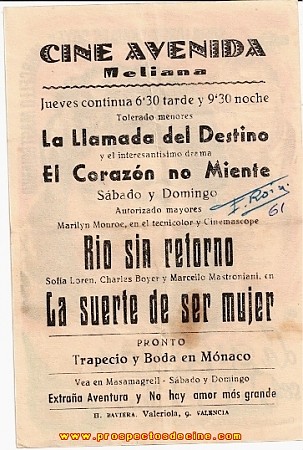 CINE AVENIDA
Meliana
Jueves continua 6'30 tarde y 9'30 noche
Tolerado menores
La Llamada del Destino
y el interesantísimo drama
El Corazón no Miente
Sábado y Domingo
Autorizado mayores
Marilyn Monroe, en el tecnicolor y Cinemascope
61
Rio sin retorno
Sofía Loren, Charles Boyer y Marcello Mastroniani, en
La suerte de ser mujer
PRONTO
Trapecio y Boda en Mónaco
Vea en Masamagrell - Sábado y Domingo
Extraña Aventura y No hay amor más grande
H. BAVIERA. Valeriola, 9. VALENCIA
www.prospectosdecine.com